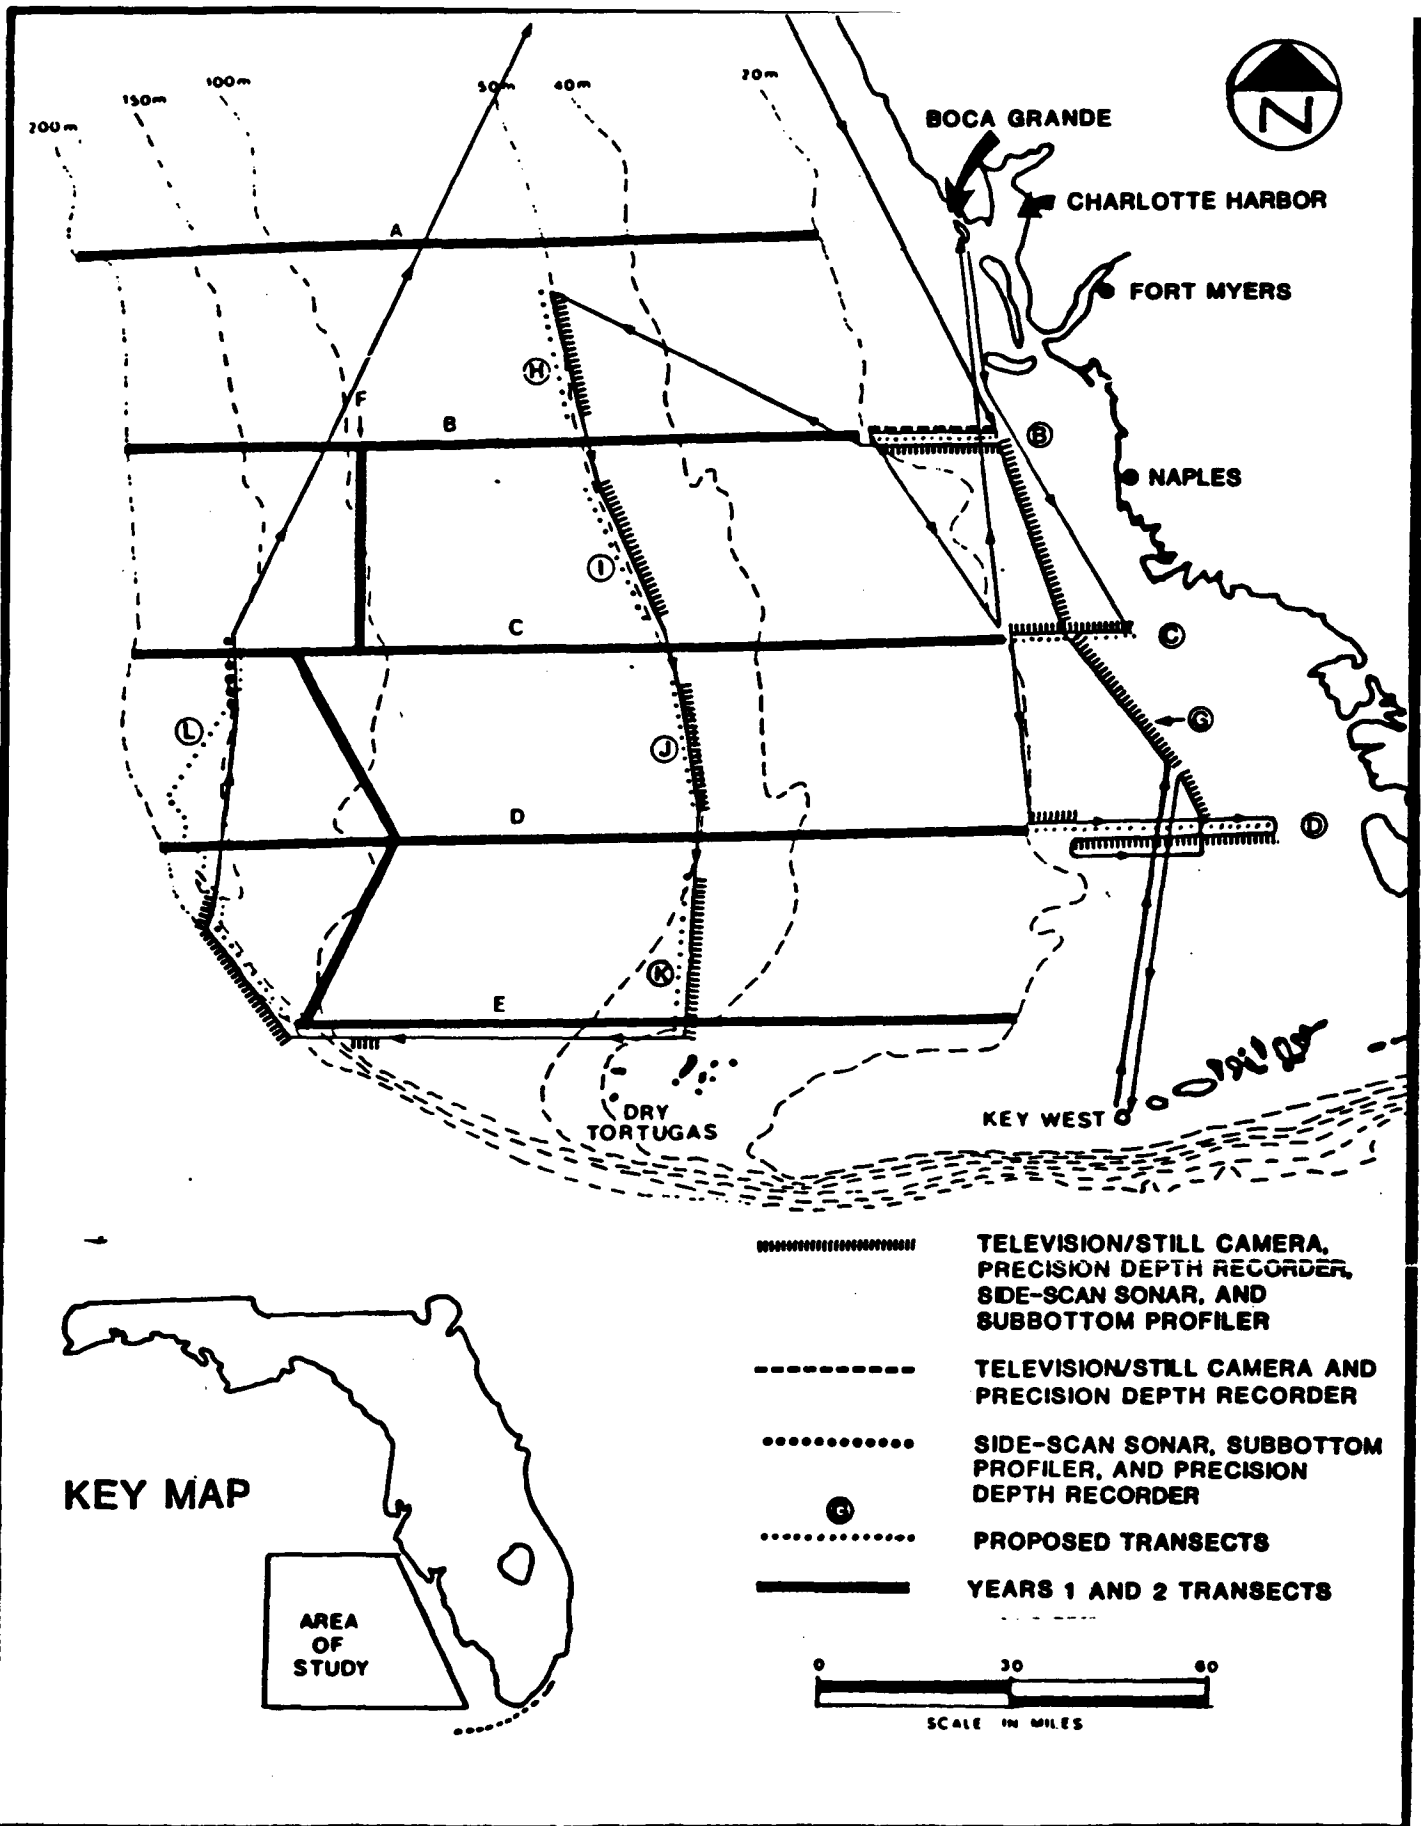 200m
150m
100m
50m
40m
20m
N
BOCA GRANDE
CHARLOTTE HARBOR
FORT MYERS
NAPLES
A
H
F
B
B
I
C
C
G
L
J
D
D
K
E
DRY
TORTUGAS
KEY WEST
TELEVISION/STILL CAMERA,
PRECISION DEPTH RECORDER,
SIDE-SCAN SONAR, AND
SUBBOTTOM PROFILER
TELEVISION/STILL CAMERA AND
PRECISION DEPTH RECORDER
SIDE-SCAN SONAR, SUBBOTTOM
PROFILER, AND PRECISION
DEPTH RECORDER
G
PROPOSED TRANSECTS
YEARS 1 AND 2 TRANSECTS
KEY MAP
AREA
OF
STUDY
0 30 60
SCALE IN MILES